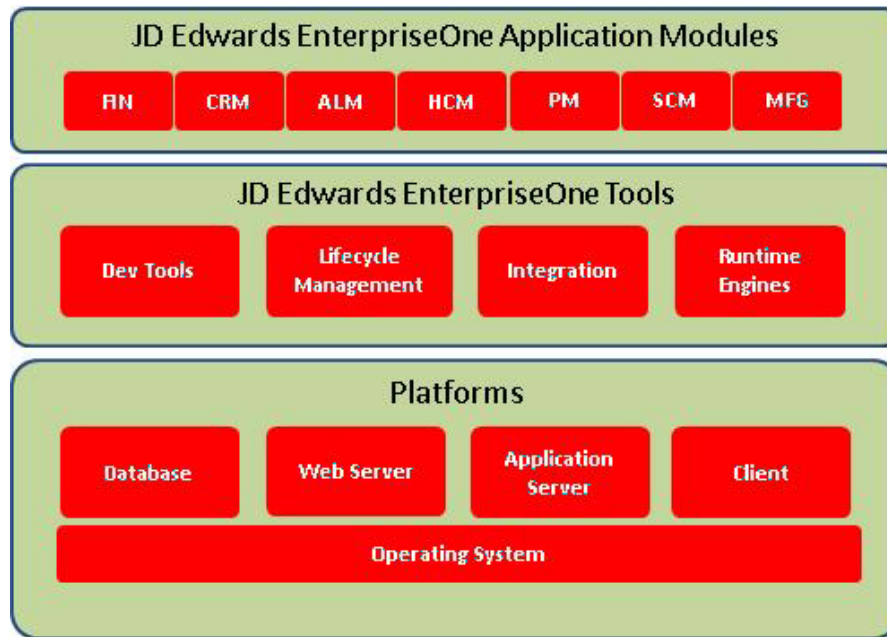 JD Edwards EnterpriseOne Application Modules
FIN CRM ALM HCM PM SCM MFG
JD Edwards EnterpriseOne Tools
Dev Tools
Lifecycle
Management
Integration
Runtime
Engines
Platforms
Database
Web Server
Application
Server
Client
Operating System